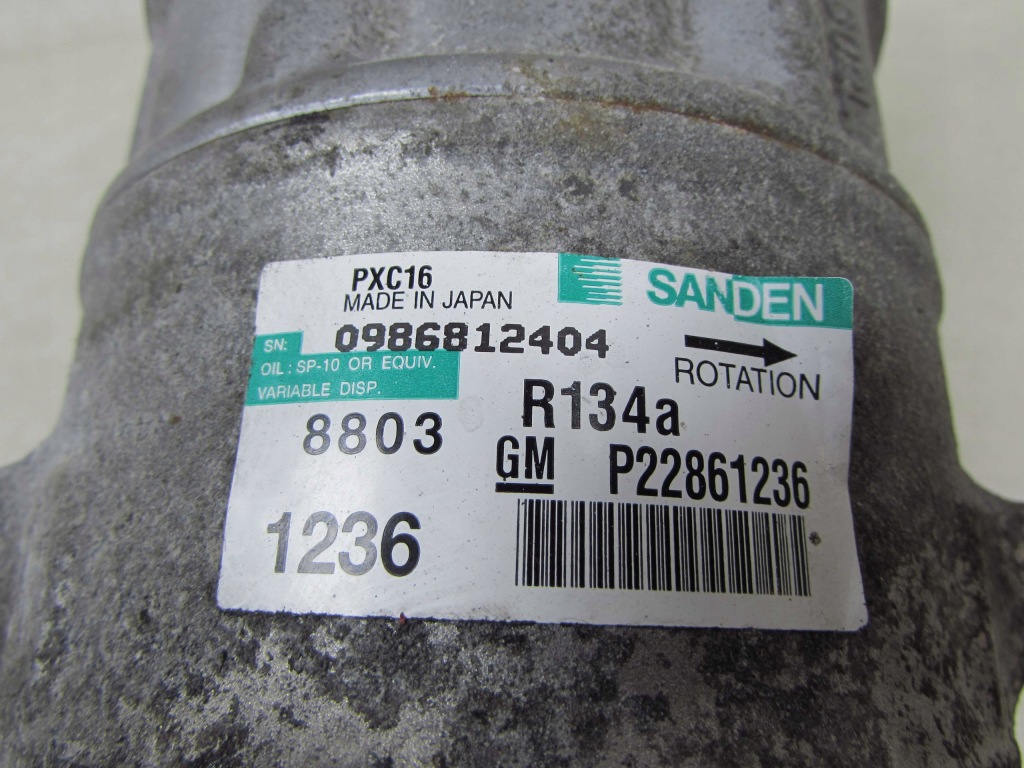 PXC16
MADE IN JAPAN
SANDEN
SN: 0986812404
OIL : SP-10 OR EQUIV.
VARIABLE DISP.
ROTATION
8803
R134a
GM P22861236
1236